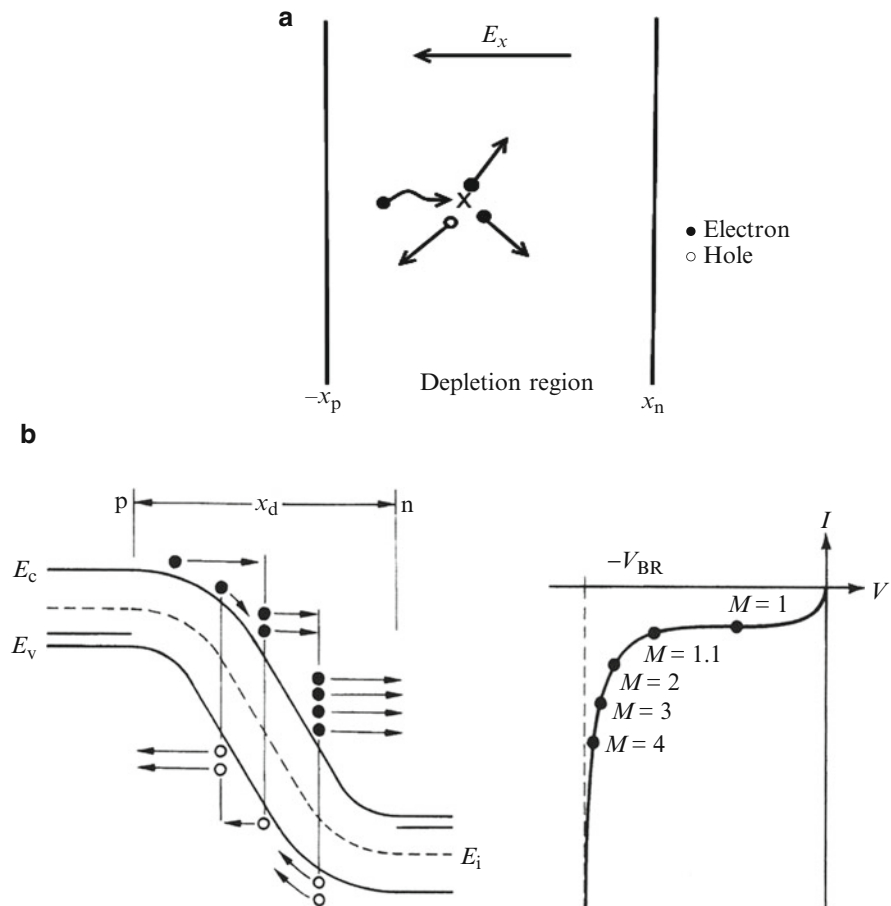 a
E_x
● Electron
○ Hole
Depletion region
–x_p
x_n
b
p
x_d
n
I
E_c
–V_BR
V
M = 1
E_v
M = 1.1
M = 2
M = 3
M = 4
E_i